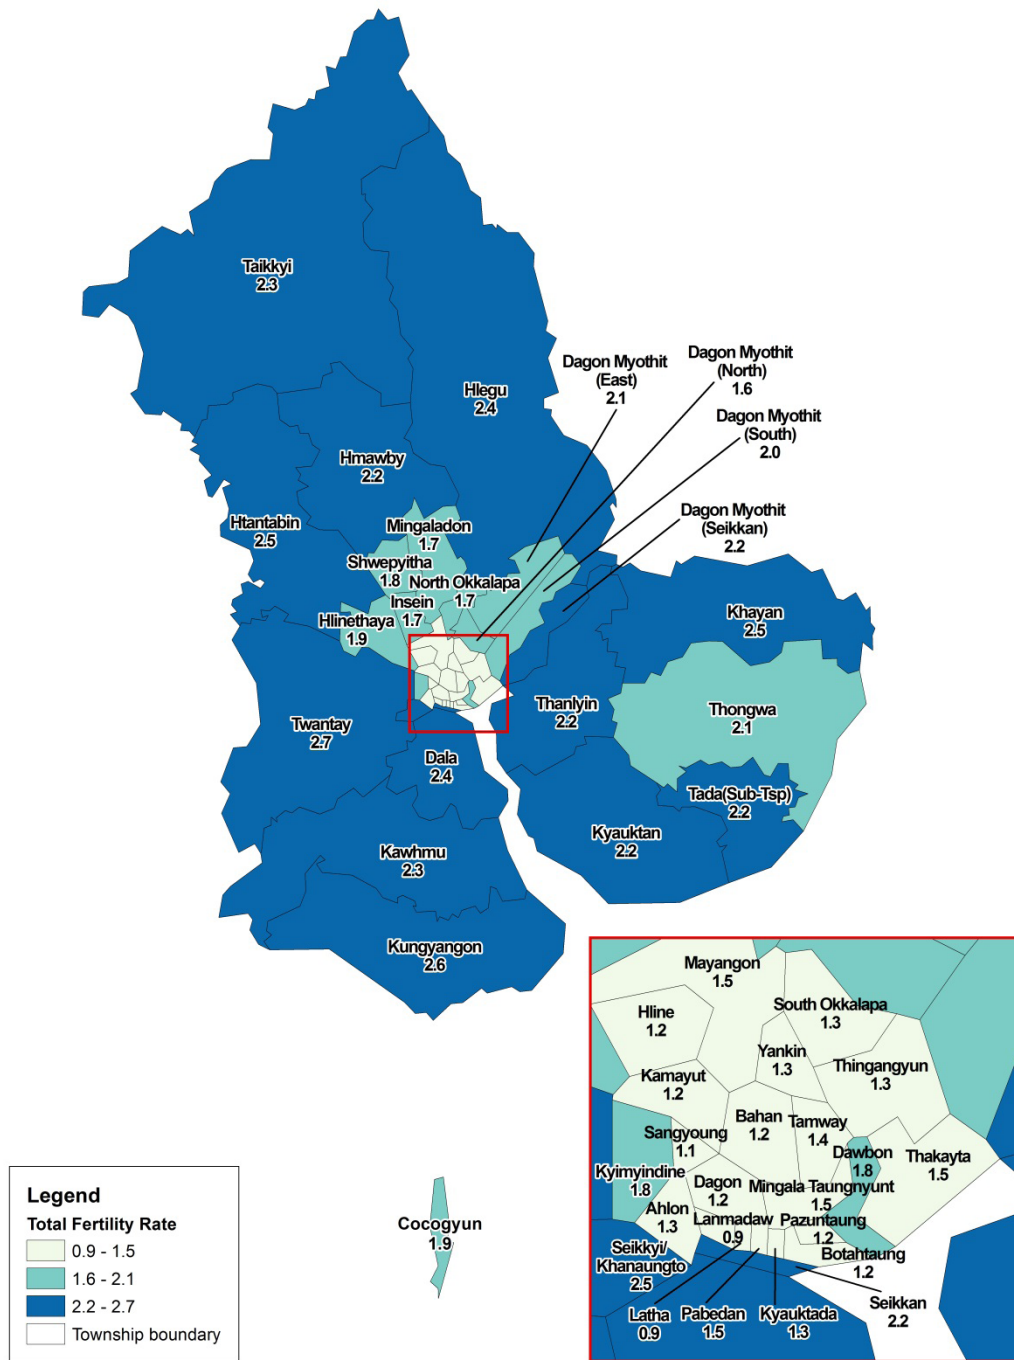 Taikkyi
2.3
Hlegu
2.4
Dagon Myothit
(East)
2.1
Dagon Myothit
(North)
1.6
Dagon Myothit
(South)
2.0
Dagon Myothit
(Seikkan)
2.2
Hmawby
2.2
Htantabin
2.5
Mingaladon
1.7
Shwepyitha
1.8
North Okkalapa
1.7
Insein
1.7
Hlinethaya
1.9
Khayan
2.5
Thongwa
2.1
Thanlyin
2.2
Twantay
2.7
Dala
2.4
Tada(Sub-Tsp)
2.2
Kyauktan
2.2
Kawhmu
2.3
Kungyangon
2.6
Mayangon
1.5
Hline
1.2
South Okkalapa
1.3
Yankin
1.3
Thingangyun
1.3
Kamayut
1.2
Bahan
1.2
Tamway
1.4
Sangyoung
1.1
Dawbon
1.8
Thakayta
1.5
Kyimyindine
1.8
Dagon
1.2
Mingala Taungnyunt
1.5
Ahlon
1.3
Lanmadaw
0.9
Pazuntaung
1.2
Botahtaung
1.2
Seikkyi/
Khanaungto
2.5
Latha
0.9
Pabedan
1.5
Kyauktada
1.3
Seikkan
2.2
Cocogyun
1.9
Legend
Total Fertility Rate
0.9 - 1.5
1.6 - 2.1
2.2 - 2.7
Township boundary